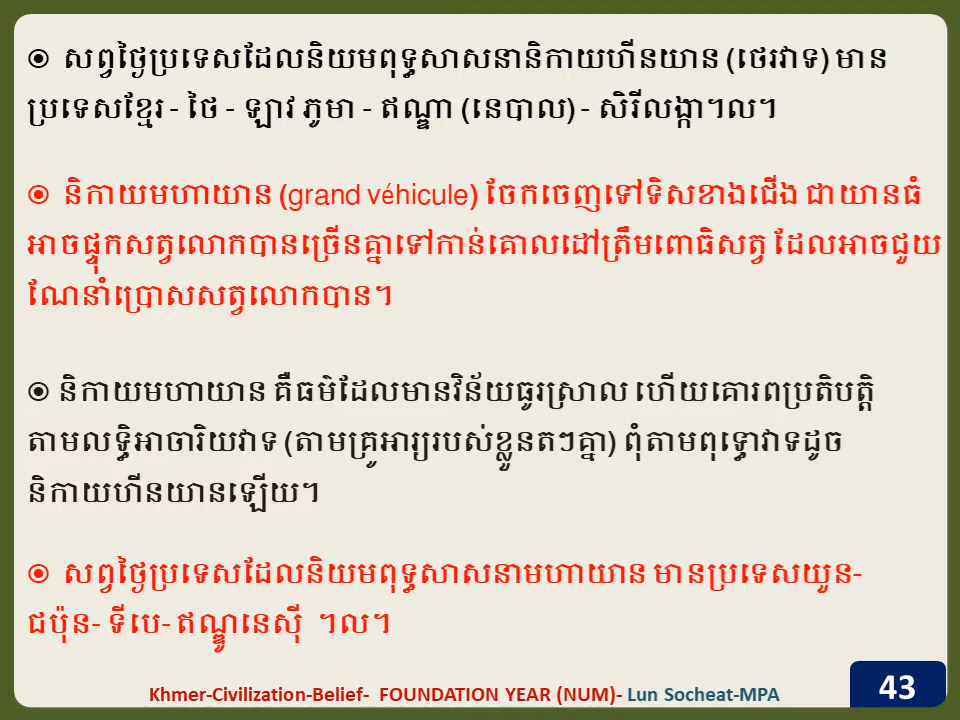 សព្វថ្ងៃប្រទេសដែលនិយមពុទ្ធសាសនានិកាយហីនយាន (ថេរវាទ) មាន
ប្រទេសខ្មែរ - ថៃ - ឡាវ ភូមា - ឥណ្ឌា (នេបាល) - សិរីលង្កា។ល។
និកាយមហាយាន (grand véhicule) ចែកចេញទៅទិសខាងជើង ជាយានធំ
អាចផ្ទុកសត្វលោកបានច្រើនគ្នាទៅកាន់គោលដៅត្រឹមពោធិសត្វ ដែលអាចជួយ
ណែនាំប្រោសសត្វលោកបាន។
និកាយមហាយាន គឺធម៌ដែលមានវិន័យធូរស្រាល ហើយគោរពប្រតិបត្តិ
តាមលទ្ធិអាចារិយវាទ (តាមគ្រូអារ្យរបស់ខ្លួនតៗគ្នា) ពុំតាមពុទ្ធោវាទដូច
និកាយហីនយានឡើយ។
សព្វថ្ងៃប្រទេសដែលនិយមពុទ្ធសាសនាមហាយាន មានប្រទេសយួន-
ជប៉ុន- ទីបេ- ឥណ្ឌូនេស៊ី ។ល។
Khmer-Civilization-Belief- FOUNDATION YEAR (NUM)- Lun Socheat-MPA
43